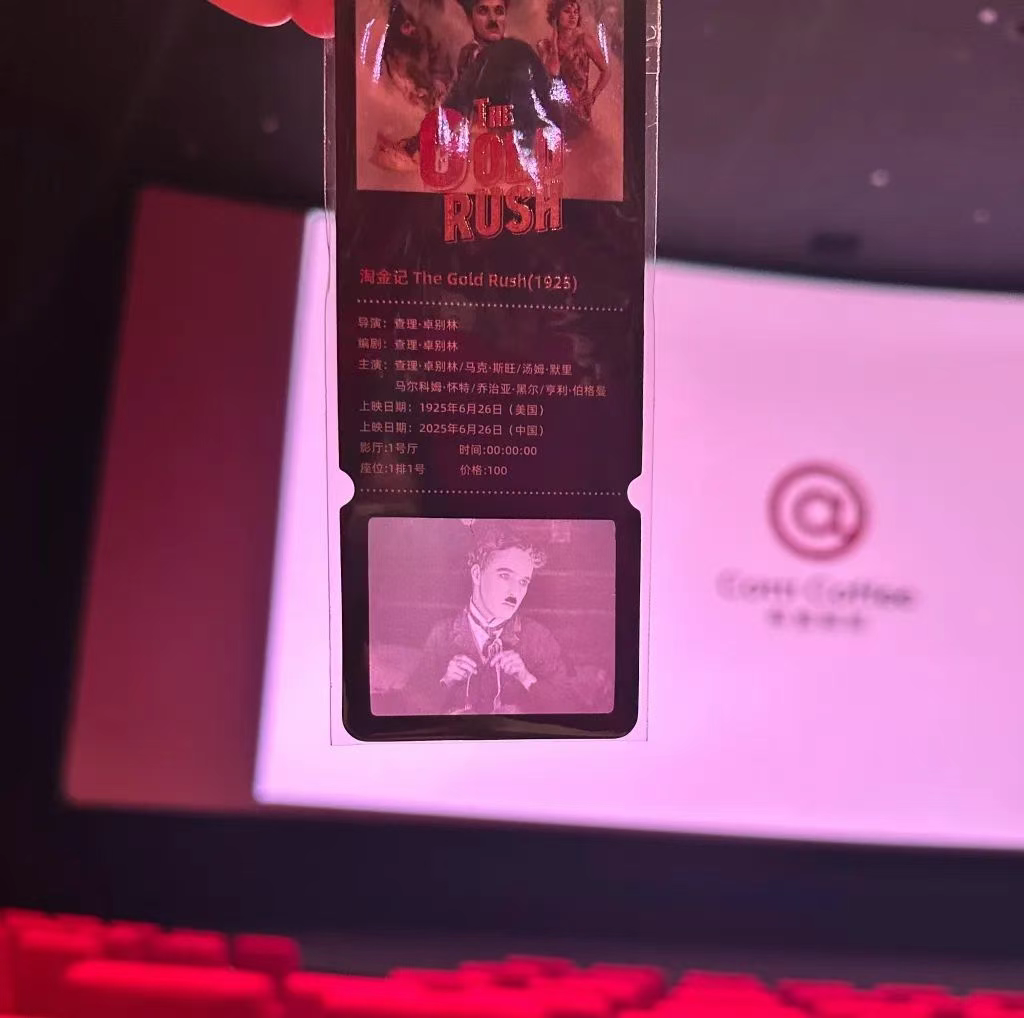 THE
GOLD
RUSH
淘金记 The Gold Rush(1925)
导演：查理·卓别林
编剧：查理·卓别林
主演：查理·卓别林/马克·斯旺/汤姆·默里
马尔科姆·怀特/乔治亚·黑尔/亨利·伯格曼
上映日期：1925年6月26日（美国）
上映日期：2025年6月26日（中国）
影厅:1号厅 时间:00:00:00
座位:1排1号 价格:100
Cotti Coffee